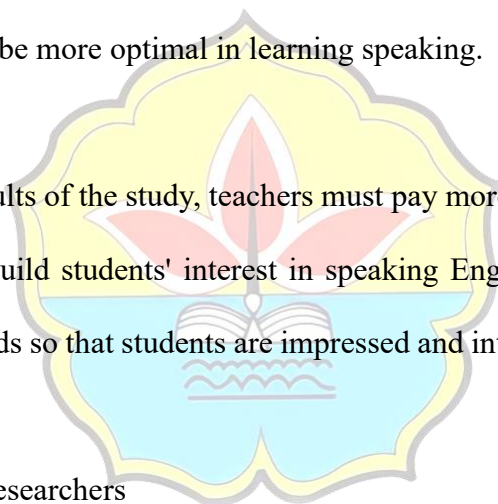 be more optimal in learning speaking.
ults of the study, teachers must pay mor
uild students' interest in speaking Eng
ds so that students are impressed and in
esearchers